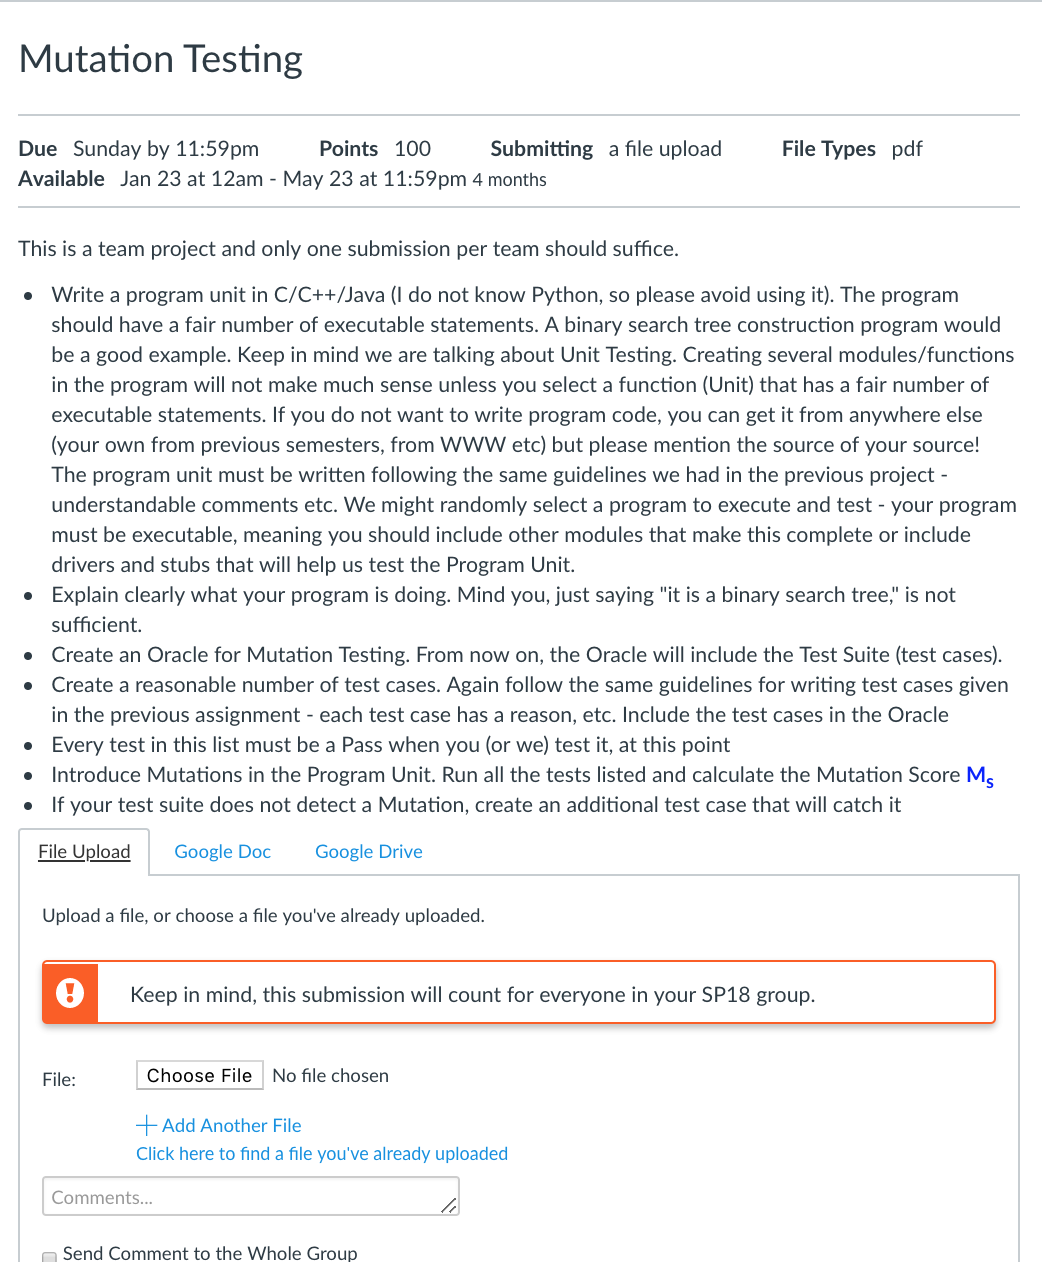 Mutation Testing
Due Sunday by 11:59pm Points 100 Submitting a file upload File Types pdf
Available Jan 23 at 12am - May 23 at 11:59pm 4 months
This is a team project and only one submission per team should suffice.
• Write a program unit in C/C++/Java (I do not know Python, so please avoid using it). The program
should have a fair number of executable statements. A binary search tree construction program would
be a good example. Keep in mind we are talking about Unit Testing. Creating several modules/functions
in the program will not make much sense unless you select a function (Unit) that has a fair number of
executable statements. If you do not want to write program code, you can get it from anywhere else
(your own from previous semesters, from WWW etc) but please mention the source of your source!
The program unit must be written following the same guidelines we had in the previous project -
understandable comments etc. We might randomly select a program to execute and test - your program
must be executable, meaning you should include other modules that make this complete or include
drivers and stubs that will help us test the Program Unit.
• Explain clearly what your program is doing. Mind you, just saying "it is a binary search tree," is not
sufficient.
• Create an Oracle for Mutation Testing. From now on, the Oracle will include the Test Suite (test cases).
• Create a reasonable number of test cases. Again follow the same guidelines for writing test cases given
in the previous assignment - each test case has a reason, etc. Include the test cases in the Oracle
• Every test in this list must be a Pass when you (or we) test it, at this point
• Introduce Mutations in the Program Unit. Run all the tests listed and calculate the Mutation Score Ms
• If your test suite does not detect a Mutation, create an additional test case that will catch it
File Upload Google Doc Google Drive
Upload a file, or choose a file you've already uploaded.
Keep in mind, this submission will count for everyone in your SP18 group.
File: Choose File No file chosen
+ Add Another File
Click here to find a file you've already uploaded
Comments...
Send Comment to the Whole Group